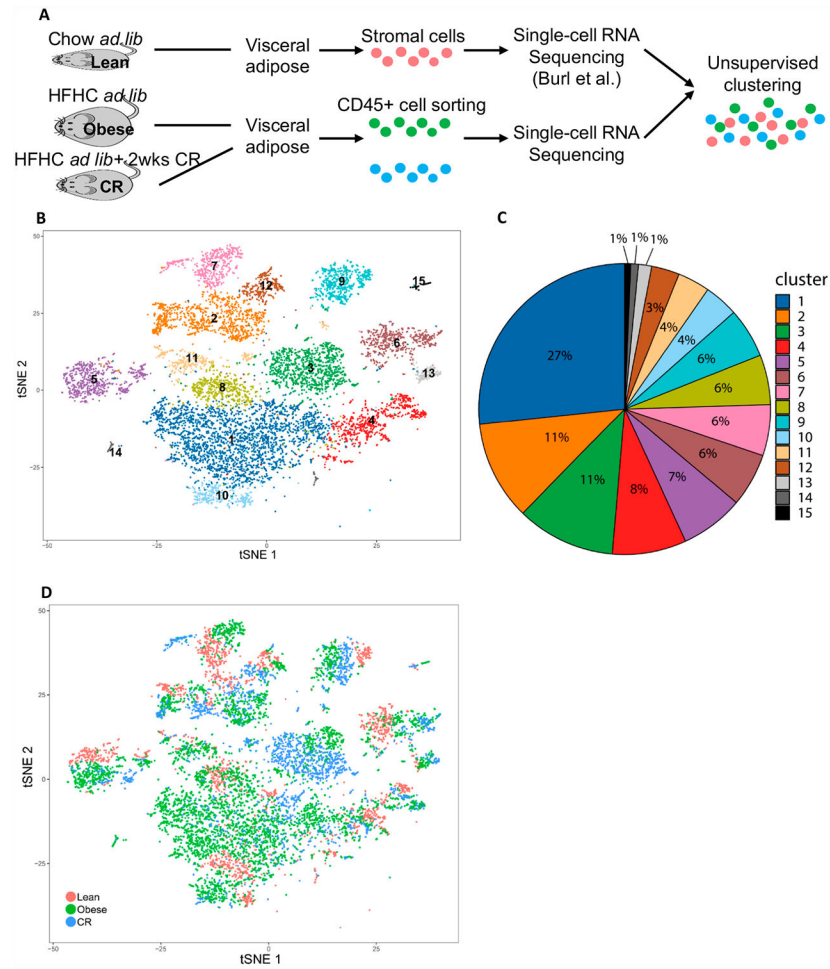 A
Chow ad lib
Lean
Visceral
adipose
Stromal cells
Single-cell RNA
Sequencing
(Burl et al.)
HFHC ad lib
Obese
HFHC ad lib+ 2wks CR
CR
Visceral
adipose
CD45+ cell sorting
Single-cell RNA
Sequencing
Unsupervised
clustering
B
50
25
0
-25
-50
-25
0
25
tSNE 2
tSNE 1
7
12
9
15
2
6
11
3
13
5
8
1
4
14
10
C
1%
1%
1%
3%
4%
4%
6%
6%
6%
6%
7%
8%
11%
11%
27%
cluster
1
2
3
4
5
6
7
8
9
10
11
12
13
14
15
D
50
25
0
-25
-50
-25
0
25
tSNE 2
tSNE 1
Lean
Obese
CR